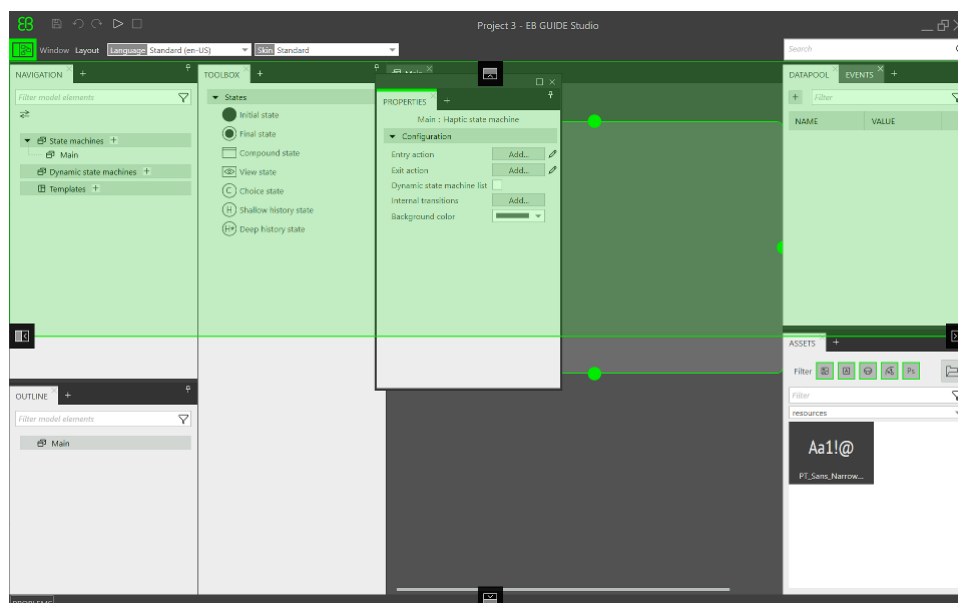 EB
Project 3 - EB GUIDE Studio
Window Layout Language Standard (en-US) Skin Standard
Search
NAVIGATION
Filter model elements
State machines
Main
Dynamic state machines
Templates
OUTLINE
Filter model elements
Main
PROBLEMS
TOOLBOX
States
Initial state
Final state
Compound state
View state
C Choice state
H Shallow history state
H* Deep history state
Main
PROPERTIES
Main : Haptic state machine
Configuration
Entry action Add...
Exit action Add...
Dynamic state machine list
Internal transitions Add...
Background color
DATAPOOL EVENTS
Filter
NAME VALUE
ASSETS
Filter A Ps
Filter
resources
Aa1!@
PT_Sans_Narrow...